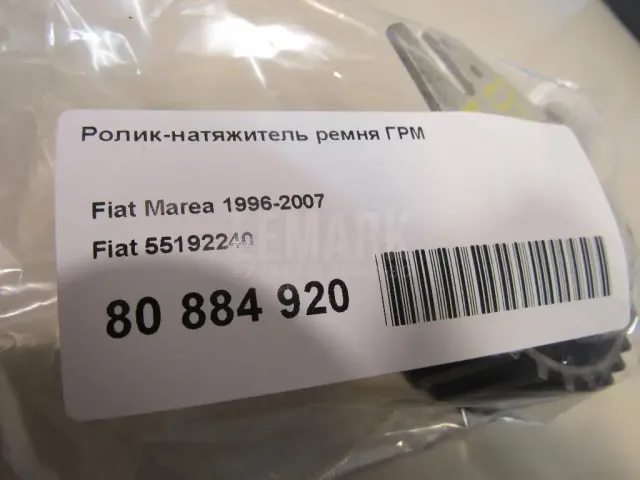 Ролик-натяжитель ремня ГРМ
Fiat Marea 1996-2007
Fiat 55192240
80 884 920